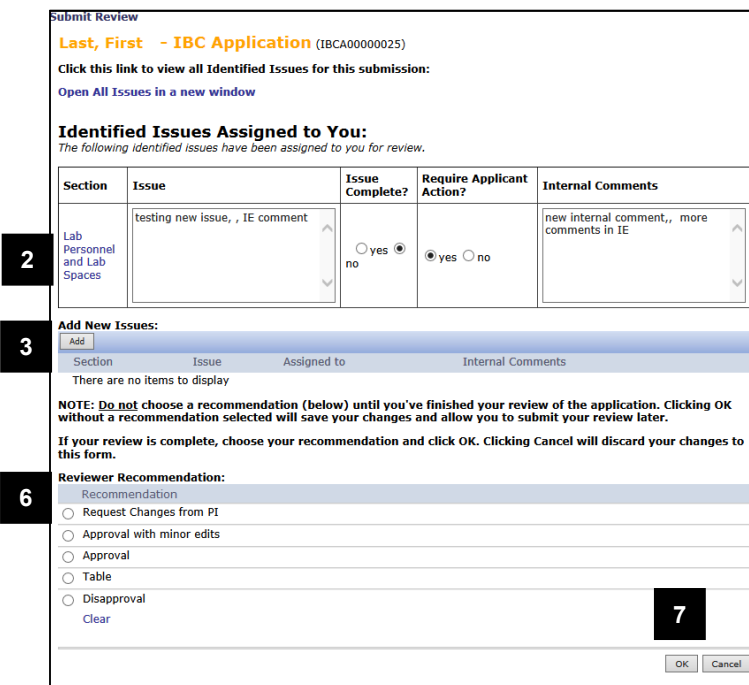 Submit Review
Last, First - IBC Application (IBCA00000025)
Click this link to view all Identified Issues for this submission:
Open All Issues in a new window
Identified Issues Assigned to You:
The following identified issues have been assigned to you for review.
Section Issue Issue Complete? Require Applicant Action? Internal Comments
2
Lab Personnel and Lab Spaces
testing new issue, , IE comment
yes no
yes no
new internal comment,, more
comments in IE
3
Add New Issues:
Add
Section Issue Assigned to Internal Comments
There are no items to display
NOTE: Do not choose a recommendation (below) until you've finished your review of the application. Clicking OK
without a recommendation selected will save your changes and allow you to submit your review later.
If your review is complete, choose your recommendation and click OK. Clicking Cancel will discard your changes to
this form.
6
Reviewer Recommendation:
Recommendation
Request Changes from PI
Approval with minor edits
Approval
Table
Disapproval
Clear
7
OK Cancel